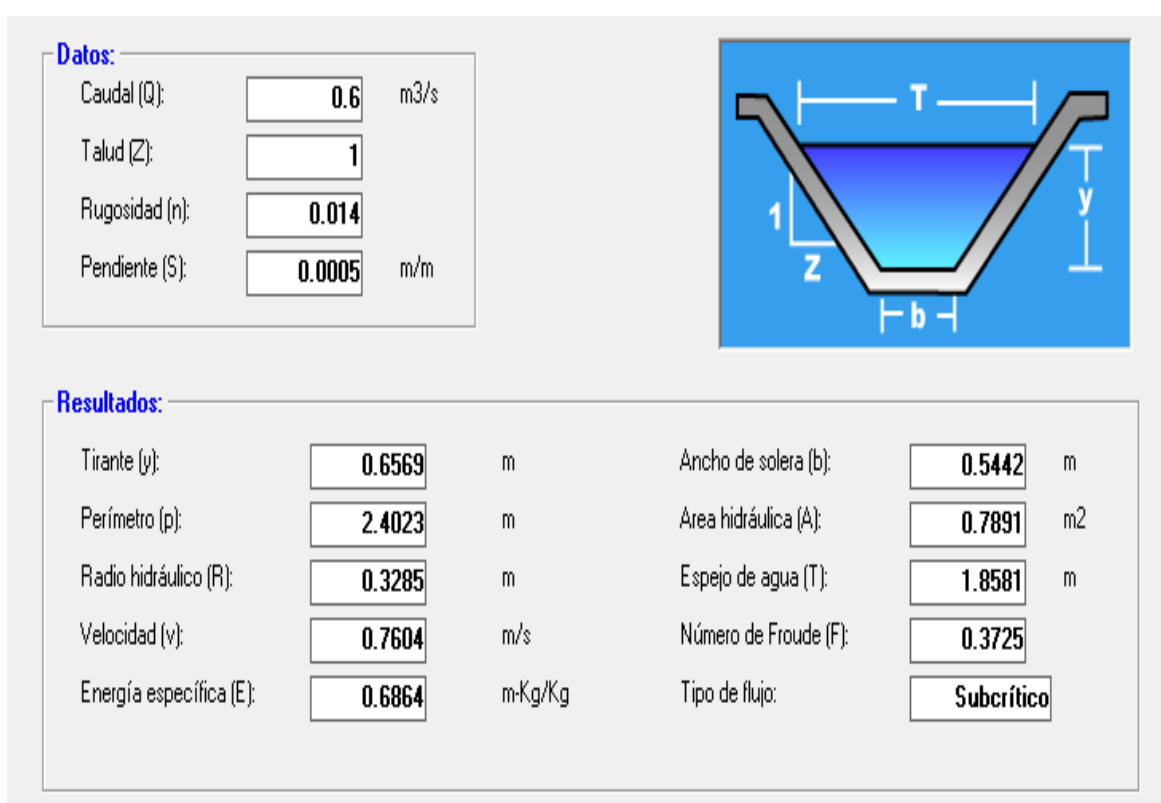 Datos:
Caudal (Q): 0.6 m3/s
Talud (Z): 1
Rugosidad (n): 0.014
Pendiente (S): 0.0005 m/m
T
y
1
Z
b
Resultados:
Tirante (y): 0.6569 m Ancho de solera (b): 0.5442 m
Perímetro (p): 2.4023 m Area hidráulica (A): 0.7891 m2
Radio hidráulico (R): 0.3285 m Espejo de agua (T): 1.8581 m
Velocidad (v): 0.7604 m/s Número de Froude (F): 0.3725
Energía específica (E): 0.6864 m-Kg/Kg Tipo de flujo: Subcrítico